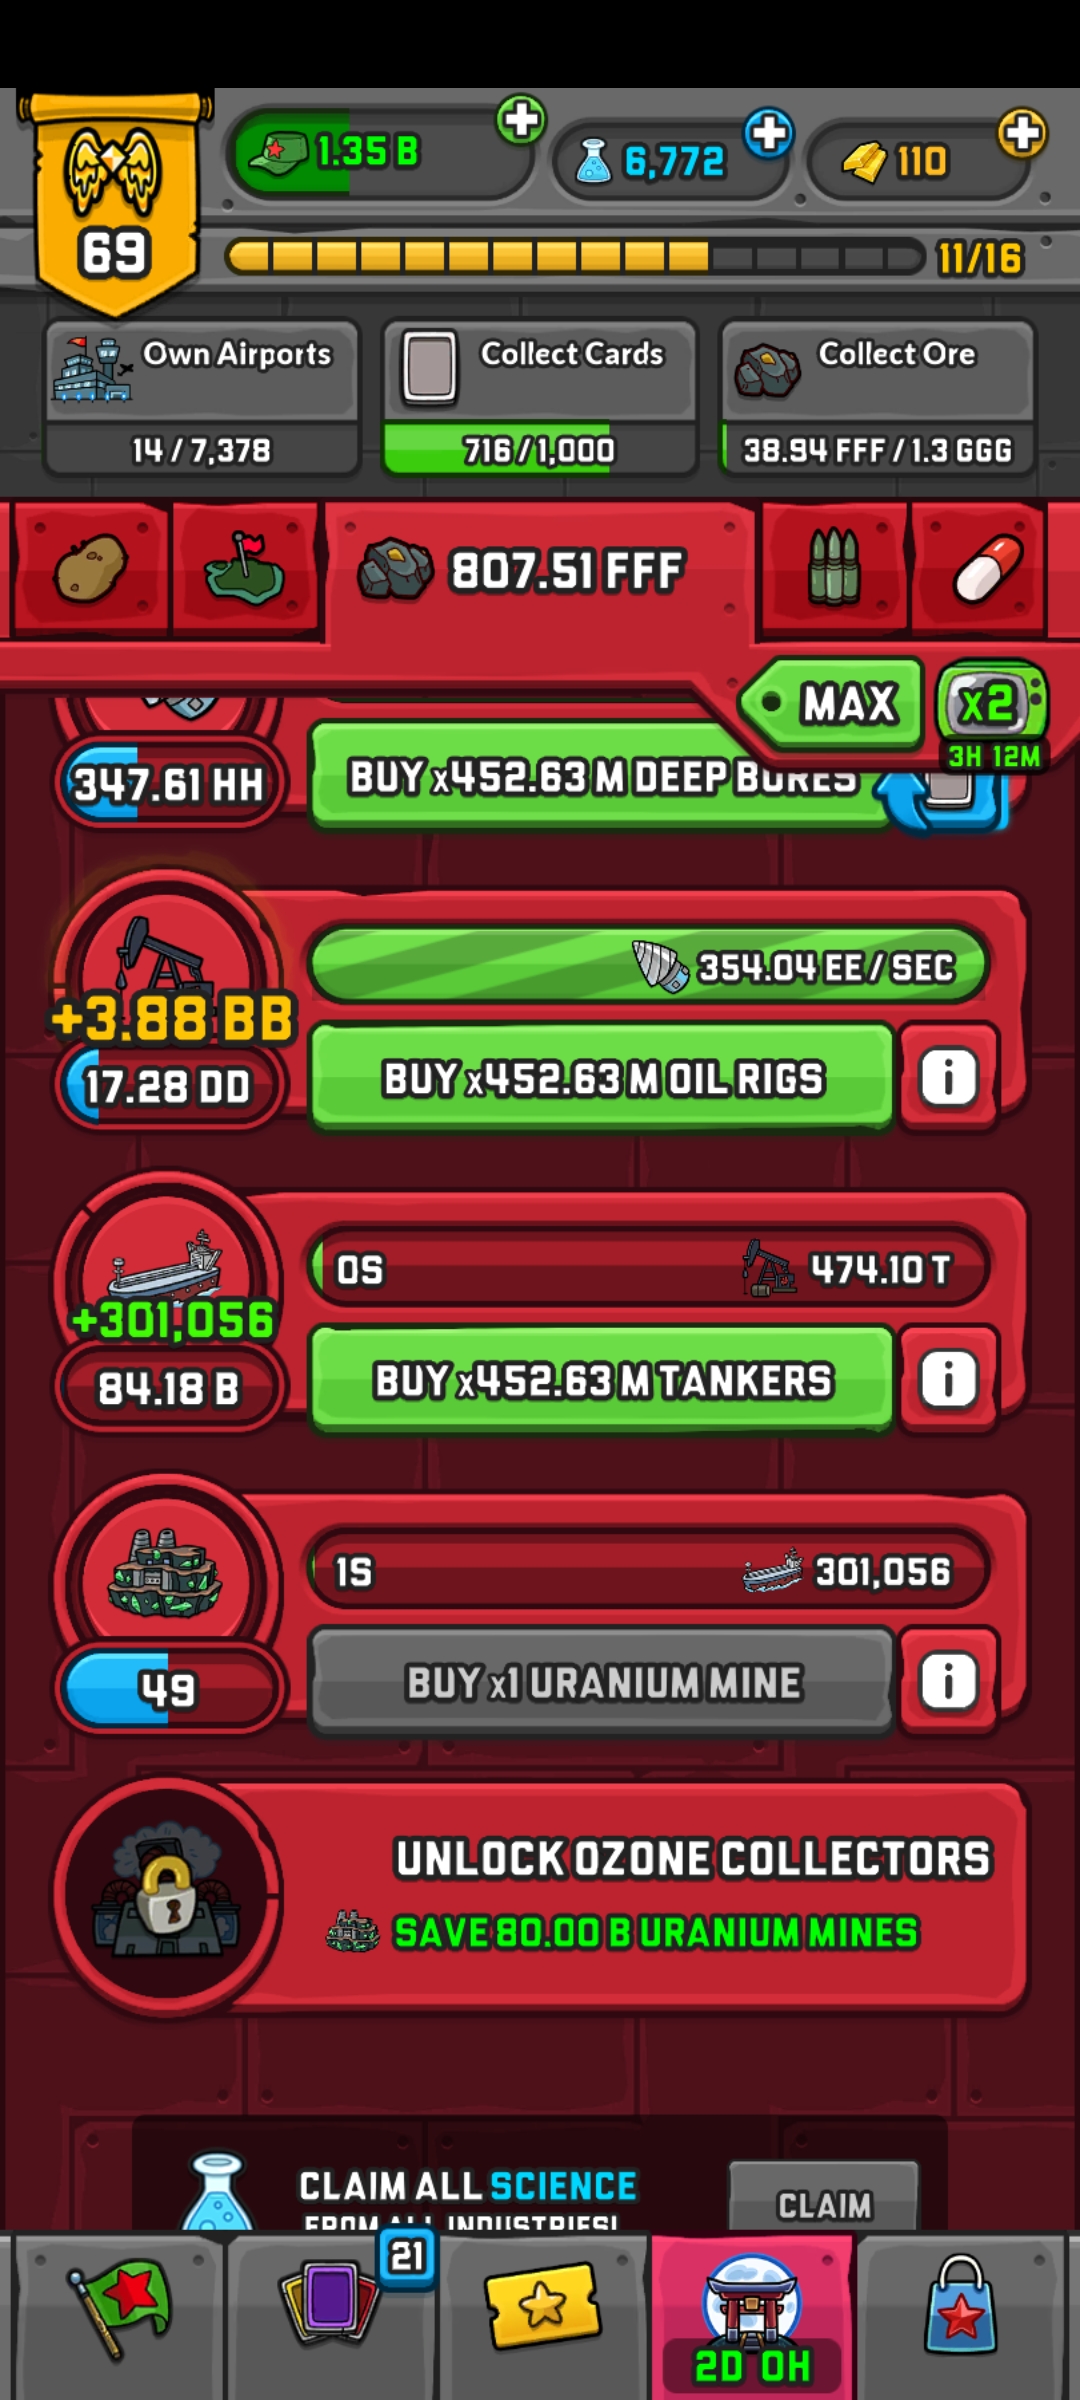 69
1.35 B
6,772
110
11/16
Own Airports
14 / 7,378
Collect Cards
716 / 1,000
Collect Ore
38.94 FFF / 1.3 GGG
807.51 FFF
MAX
x2
3H 12M
347.61 HH
BUY x452.63 M DEEP BORES
354.04 EE / SEC
+3.88 BB
17.28 DD
BUY x452.63 M OIL RIGS
i
0S
474.10 T
+301,056
84.18 B
BUY x452.63 M TANKERS
i
1S
301,056
49
BUY x1 URANIUM MINE
i
UNLOCK OZONE COLLECTORS
SAVE 80.00 B URANIUM MINES
CLAIM ALL SCIENCE
FROM ALL INDUSTRIES!
CLAIM
21
2D 0H